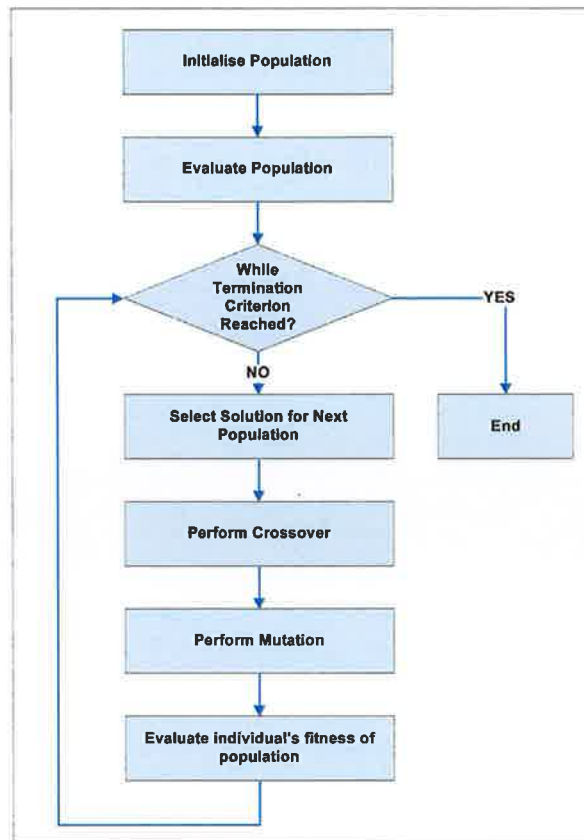 Initialise Population
Evaluate Population
While
Termination
Criterion
Reached?
YES
NO
Select Solution for Next
Population
End
Perform Crossover
Perform Mutation
Evaluate individual's fitness of
population